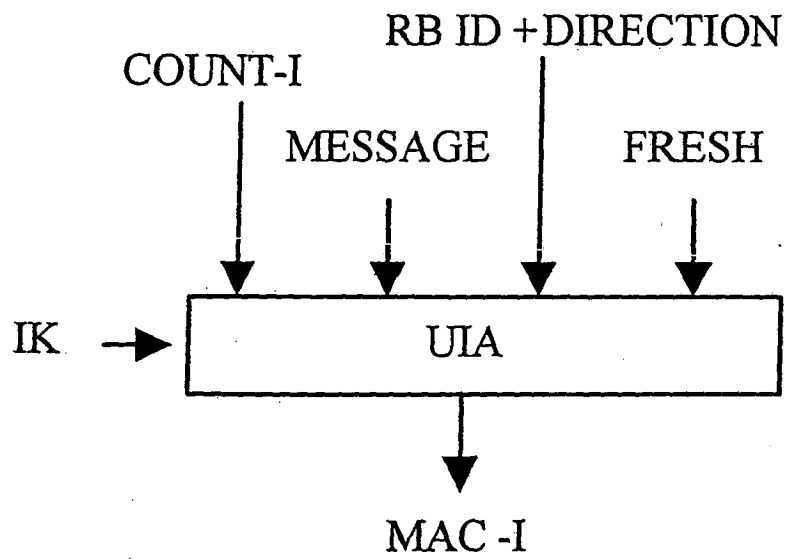 RB ID +DIRECTION
COUNT-I
MESSAGE
FRESH
IK
UIA
MAC -I